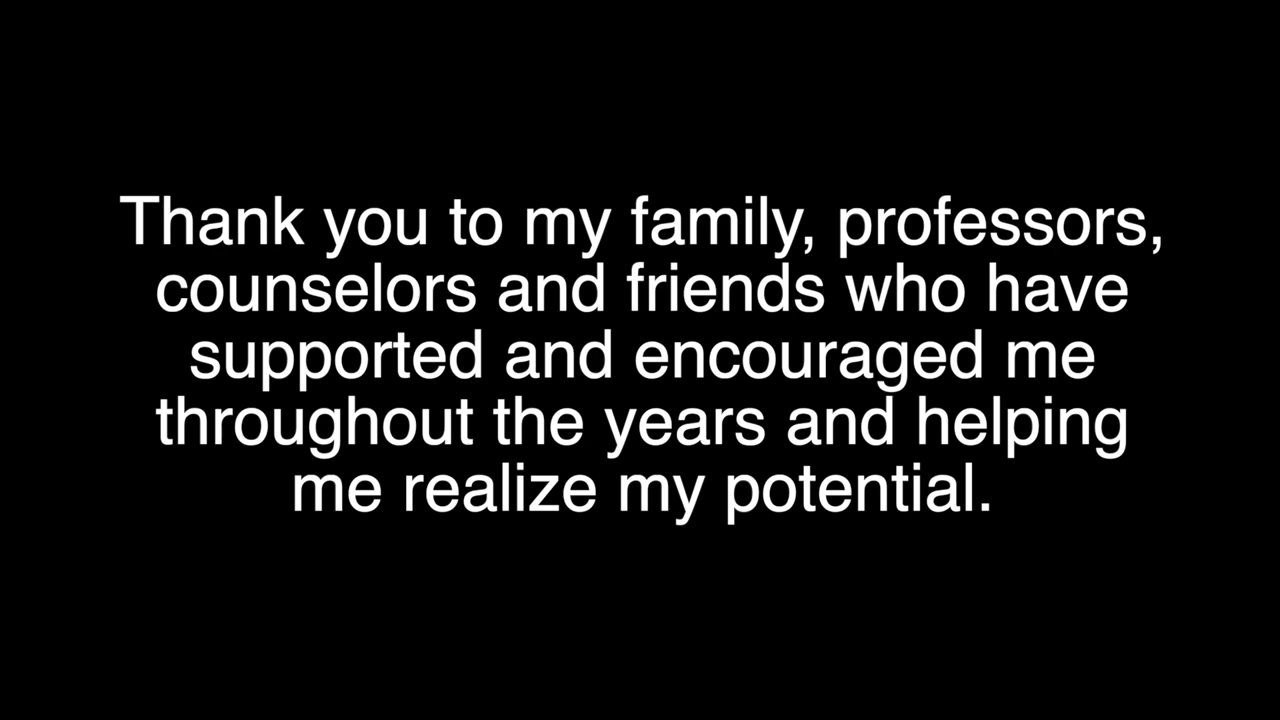 Thank you to my family, professors,
counselors and friends who have
supported and encouraged me
throughout the years and helping
me realize my potential.